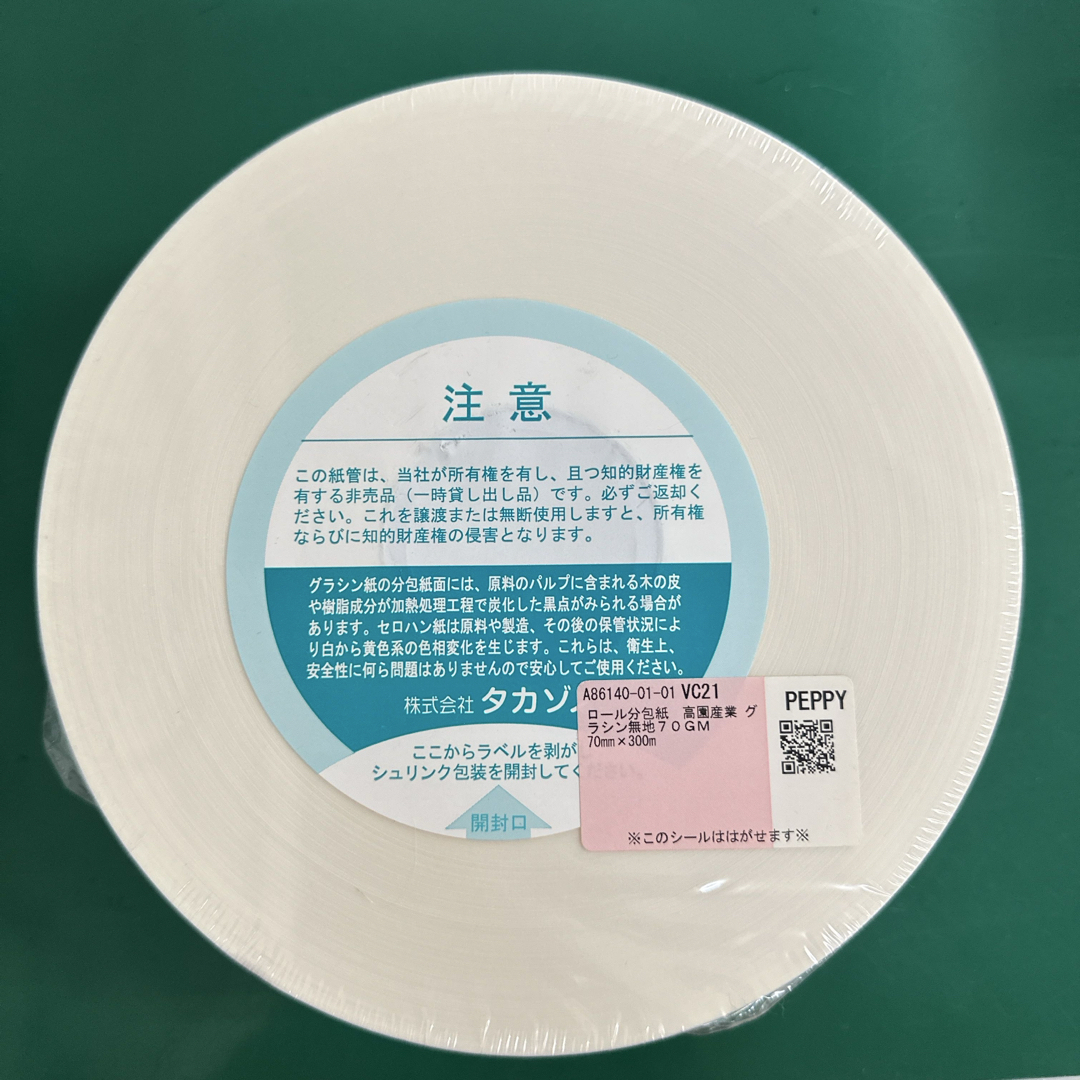 注意
この紙管は、当社が所有権を有し、且つ知的財産権を
有する非売品（一時貸し出し品）です。必ずご返却く
ださい。これを譲渡または無断使用しますと、所有権
ならびに知的財産権の侵害となります。
グラシン紙の分包紙面には、原料のパルプに含まれる木の皮
や樹脂成分が加熱処理工程で炭化した黒点がみられる場合が
あります。セロハン紙は原料や製造、その後の保管状況によ
り白から黄色系の色相変化を生じます。これらは、衛生上、
安全性に何ら問題はありませんので安心してご使用ください。
株式会社 タカゾ
ここからラベルを剥が
シュリンク包装を開封してください。
開封口
A86140-01-01 VC21
PEPPY
ロール分包紙 高園産業 グ
ラシン無地７０ＧＭ
70mm×300m
※このシールははがせます※